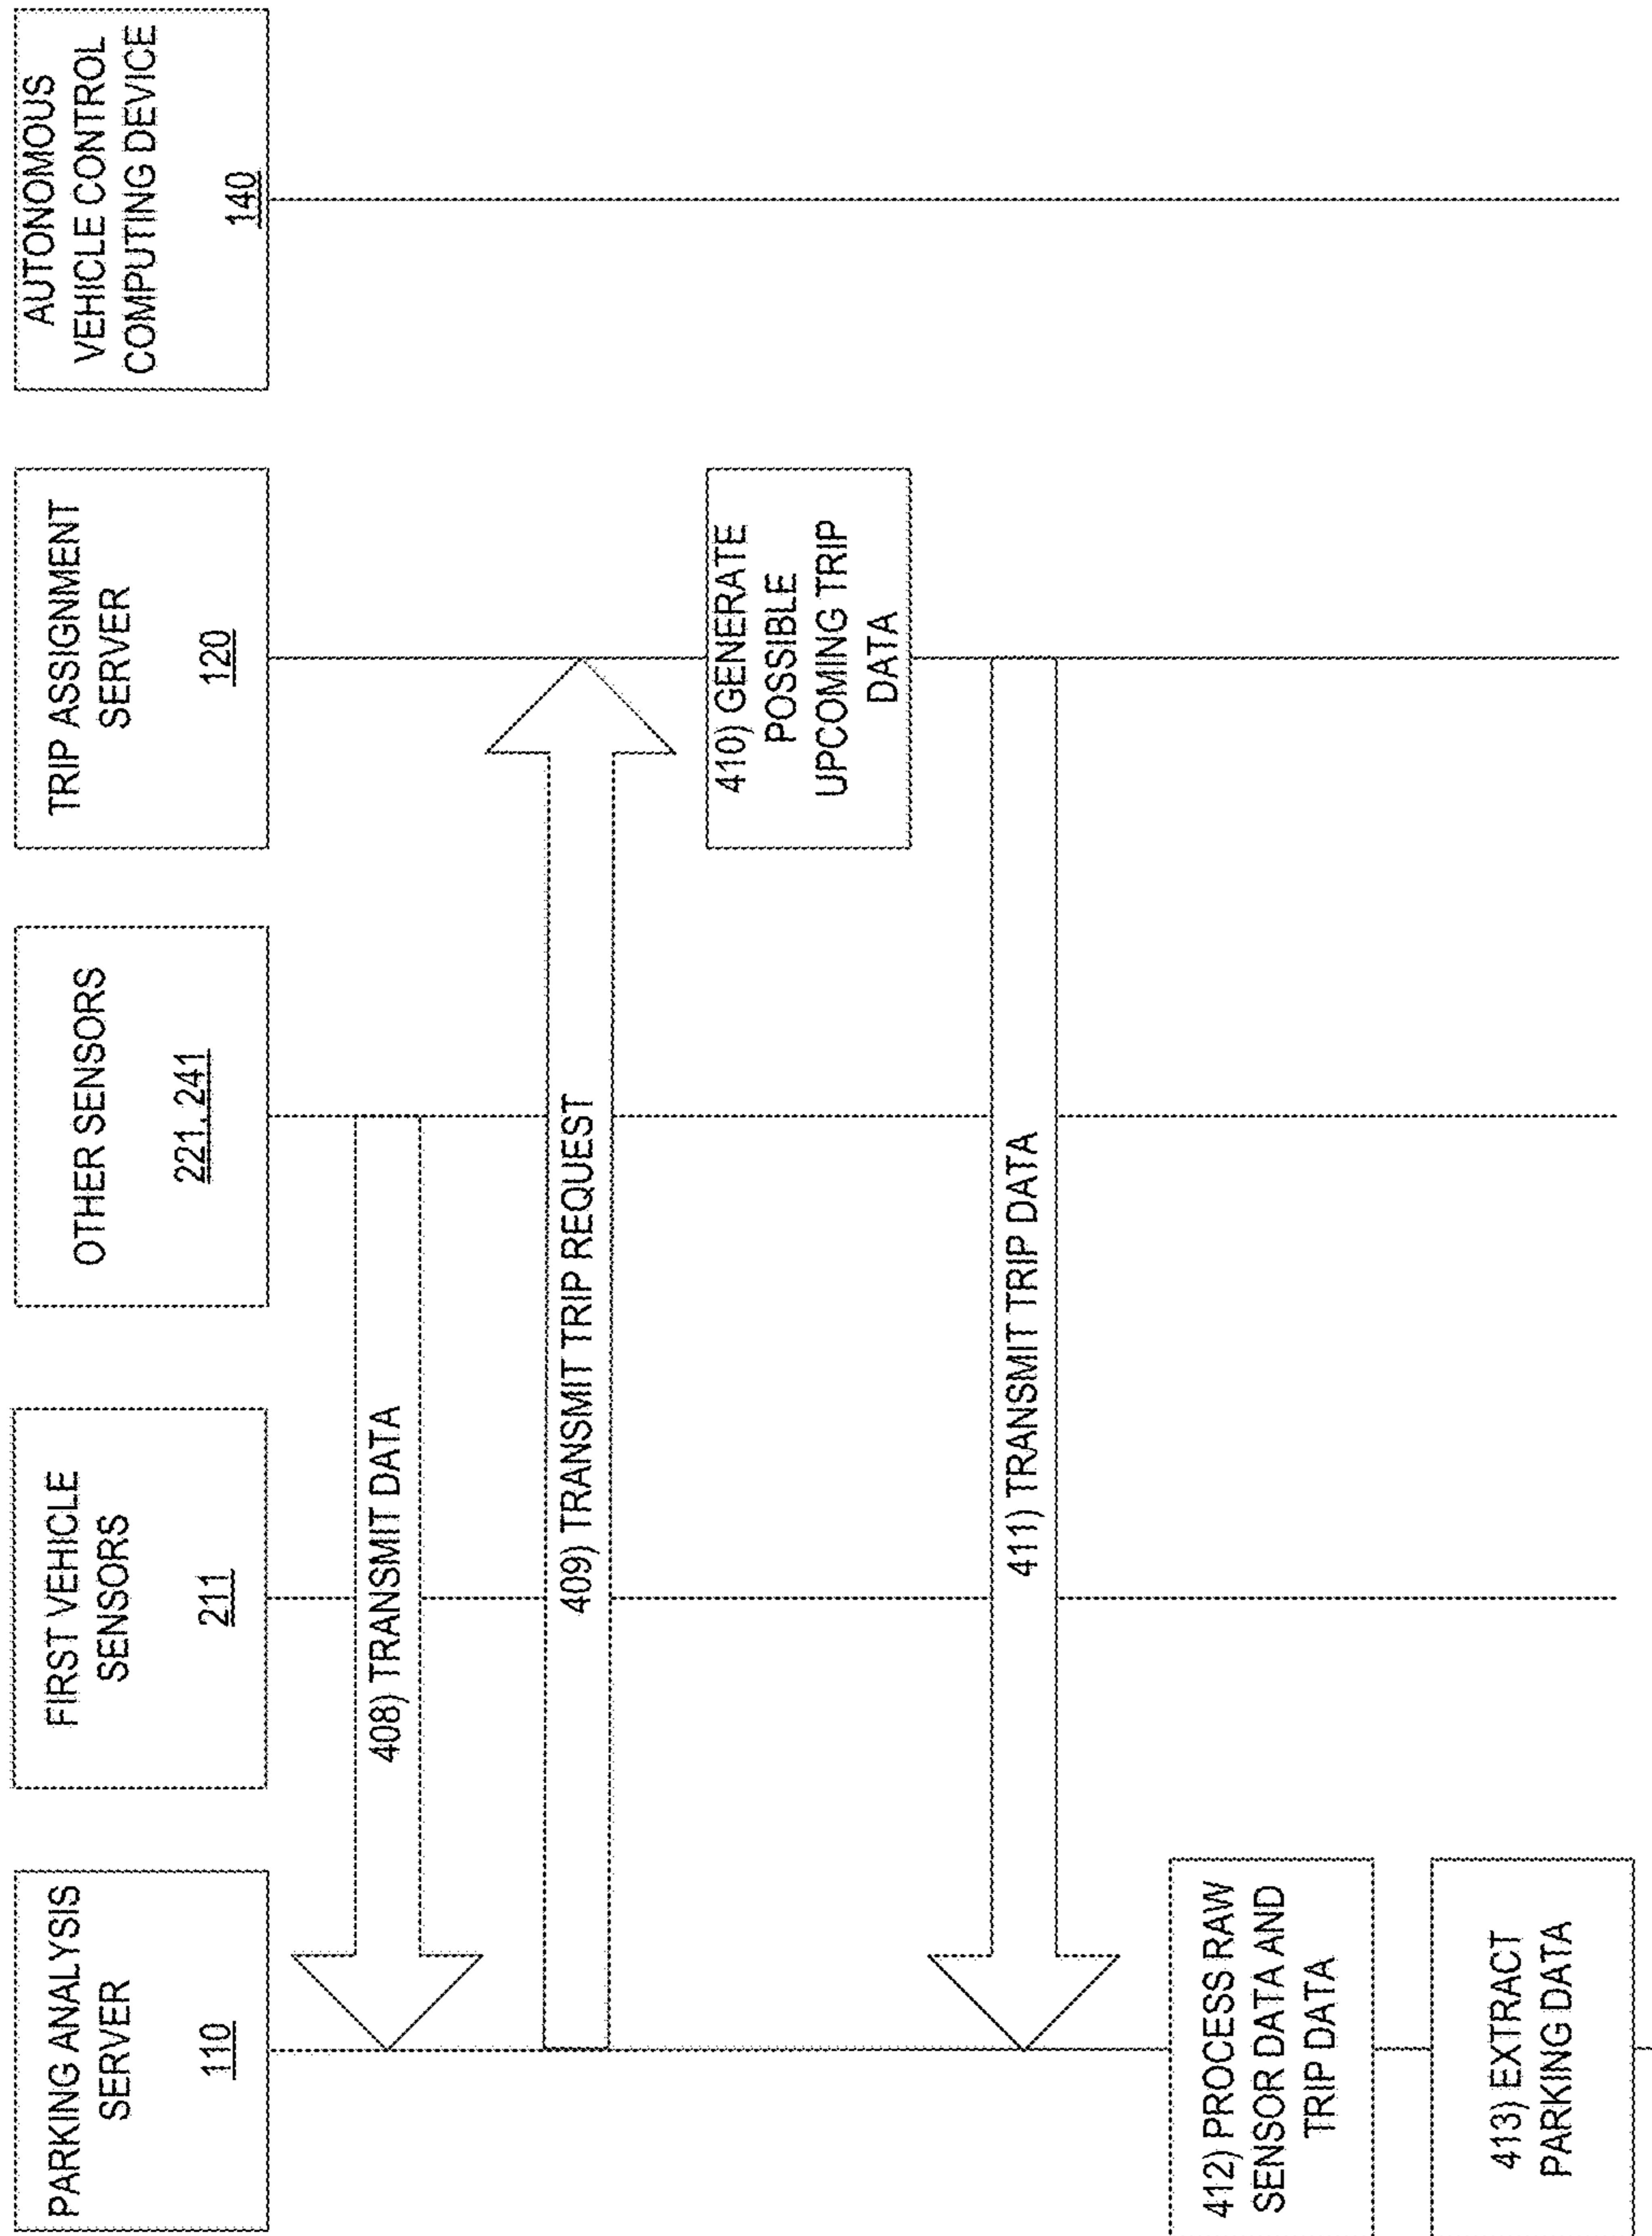 PARKING ANALYSIS
SERVER
110
FIRST VEHICLE
SENSORS
211
OTHER SENSORS
221, 241
TRIP ASSIGNMENT
SERVER
120
AUTONOMOUS
VEHICLE CONTROL
COMPUTING DEVICE
140
408) TRANSMIT DATA
409) TRANSMIT TRIP REQUEST
410) GENERATE
POSSIBLE
UPCOMING TRIP
DATA
411) TRANSMIT TRIP DATA
412) PROCESS RAW
SENSOR DATA AND
TRIP DATA
413) EXTRACT
PARKING DATA